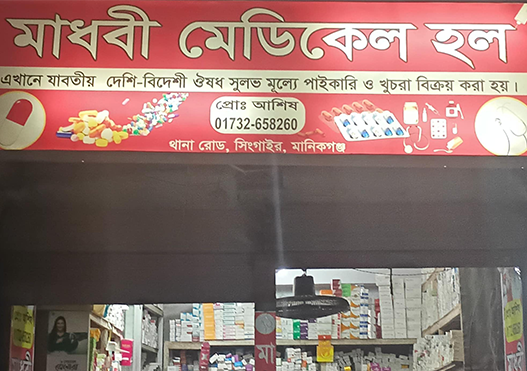 মাধবী মেডিকেল হল
এখানে যাবতীয় দেশি-বিদেশী ঔষধ সুলভ মূল্যে পাইকারি ও খুচরা বিক্রয় করা হয়।
প্রোঃ আশিষ
01732-658260
থানা রোড, সিংগাইর, মানিকগঞ্জ
মা